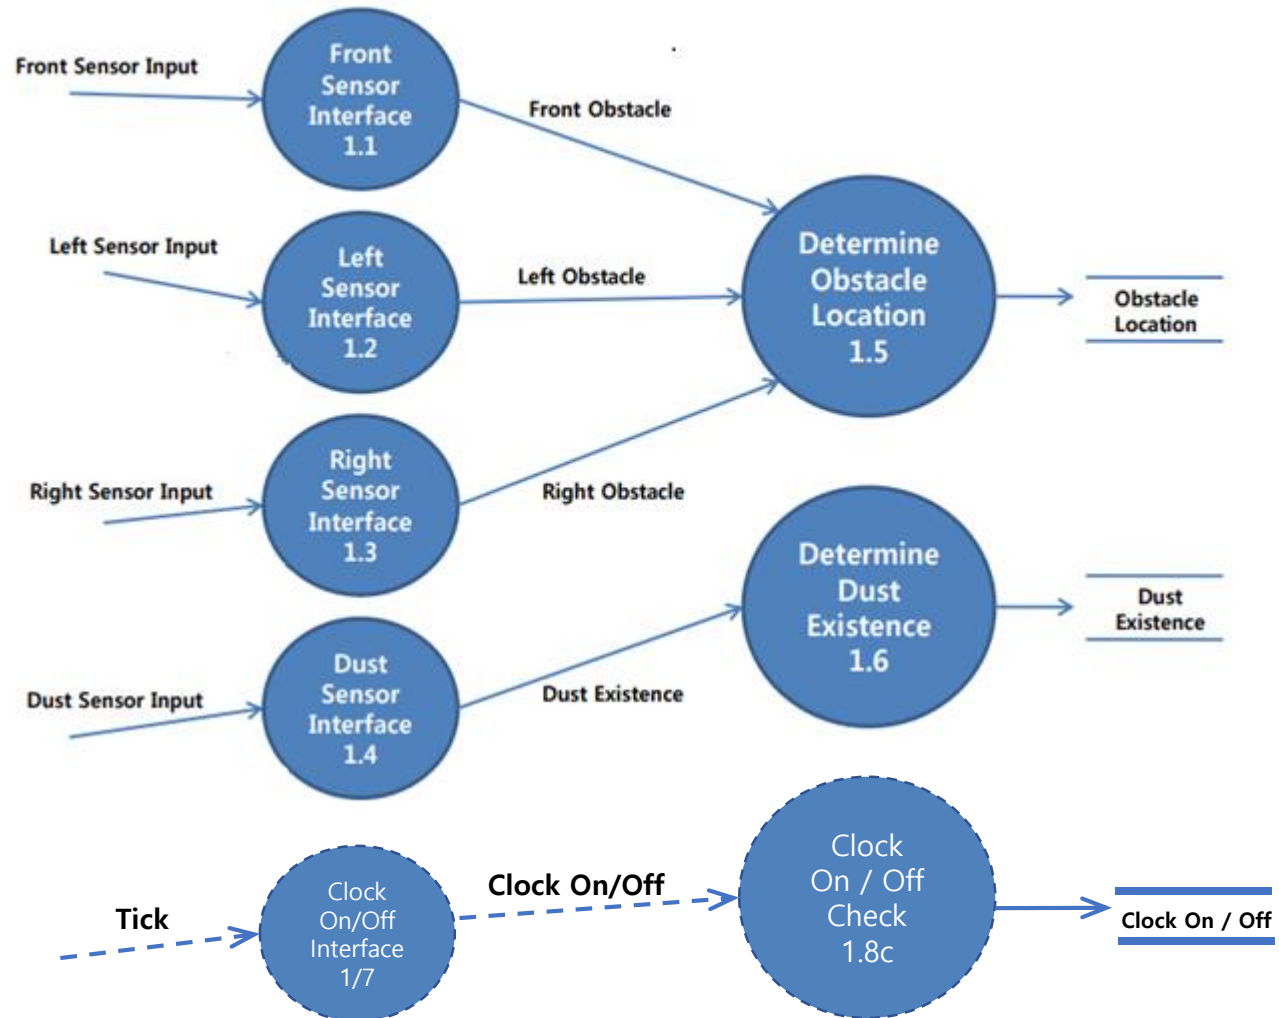 Front Sensor Input
Front
Sensor
Interface
1.1
Front Obstacle
Left Sensor Input
Left
Sensor
Interface
1.2
Left Obstacle
Determine
Obstacle
Location
1.5
Obstacle
Location
Right Sensor Input
Right
Sensor
Interface
1.3
Right Obstacle
Determine
Dust
Existence
1.6
Dust
Existence
Dust Sensor Input
Dust
Sensor
Interface
1.4
Dust Existence
Tick
Clock
On/Off
Interface
1/7
Clock On/Off
Clock
On / Off
Check
1.8c
Clock On / Off